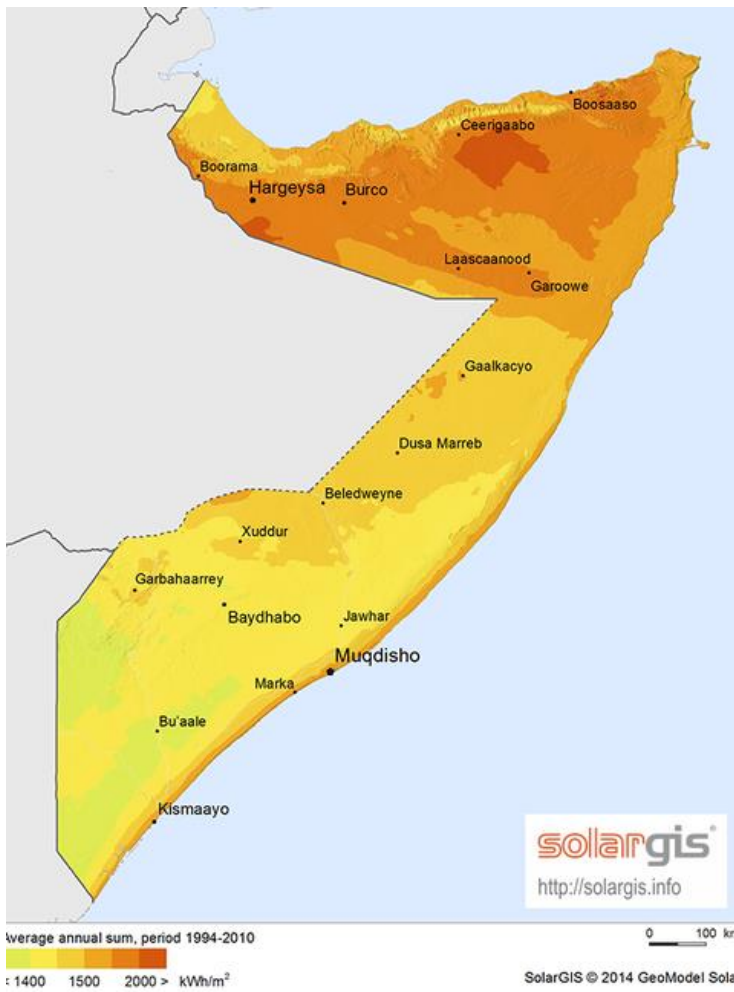 Boosaaso
Ceerigaabo
Boorama
Hargeysa
Burco
Laascaanood
Garoowe
Gaalkacyo
Dusa Marreb
Beledweyne
Xuddur
Garbahaarrey
Baydhabo
Jawhar
Muqdisho
Marka
Bu'aale
Kismaayo
solargis
http://solargis.info
Average annual sum, period 1994-2010
0 100 km
< 1400 1500 2000 > kWh/m²
SolarGIS © 2014 GeoModel Sola